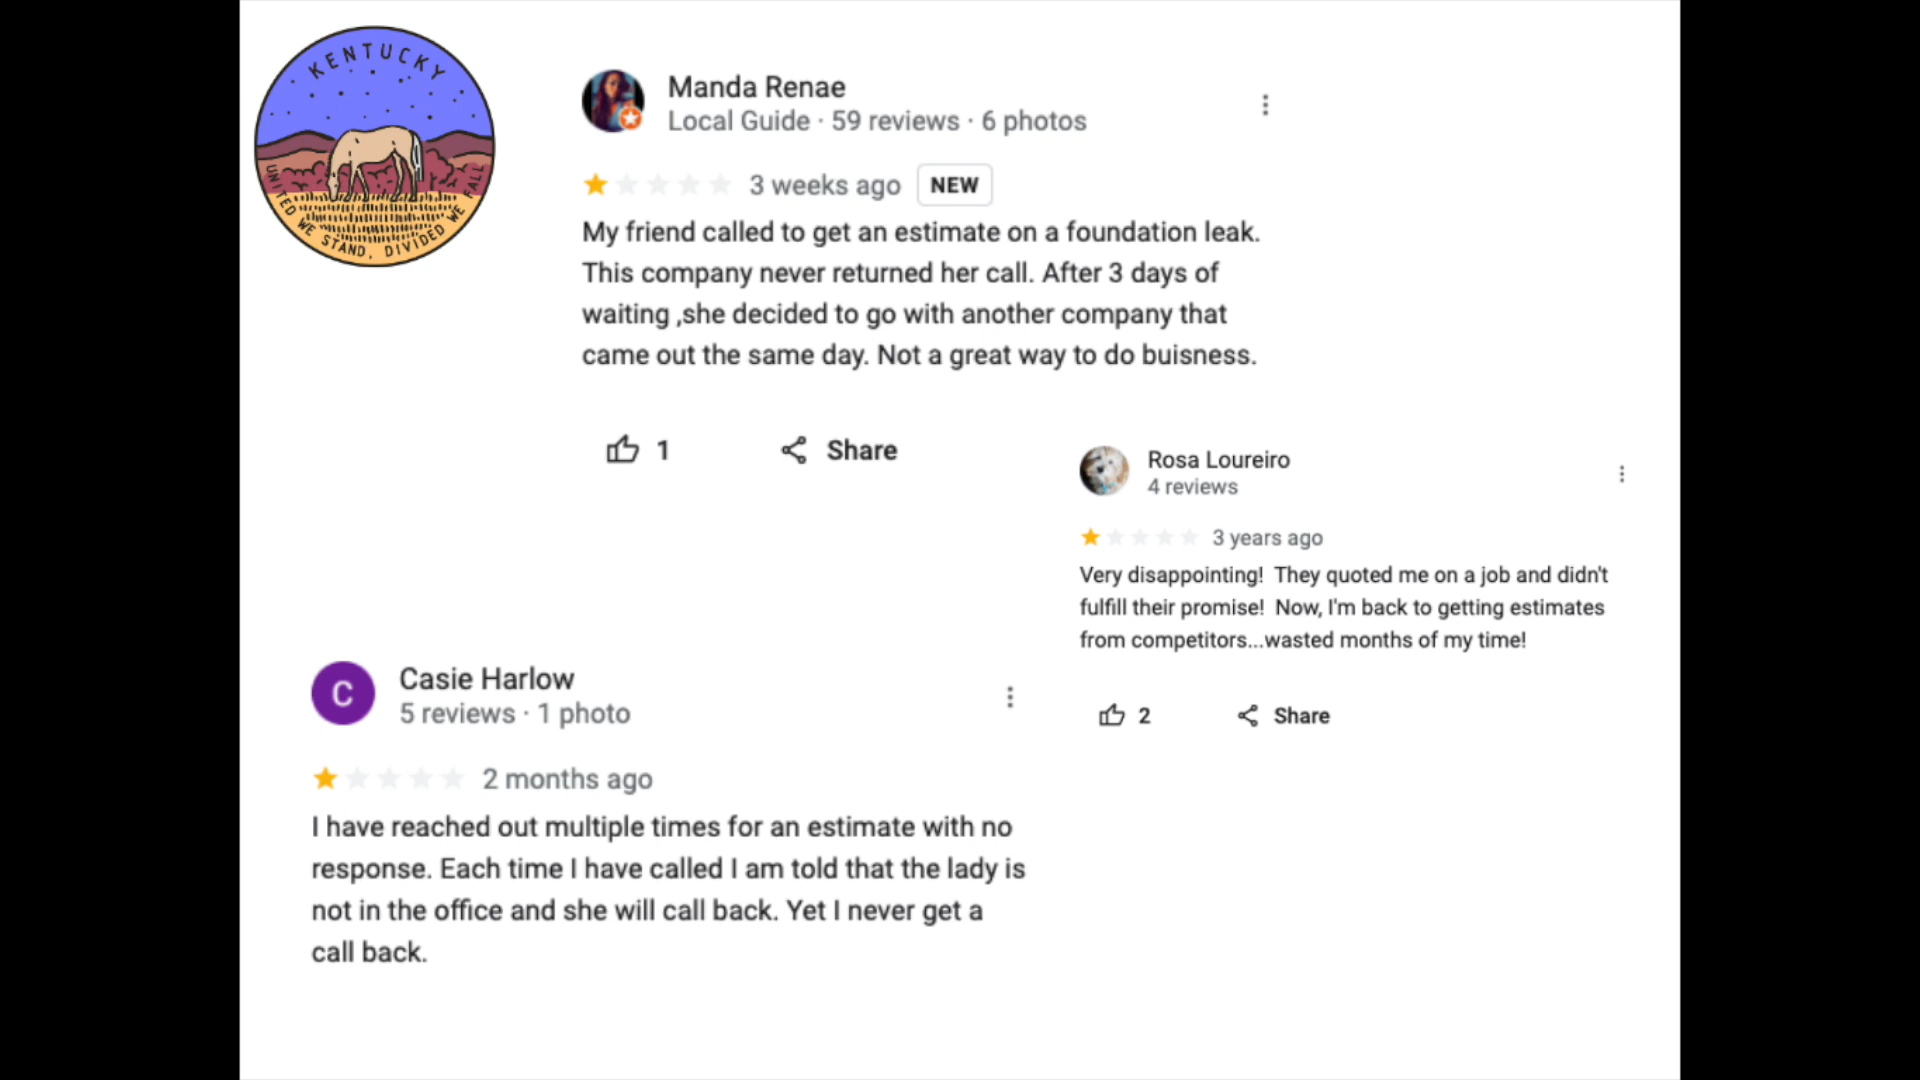 KENTUCKY
UNITED WE STAND, DIVIDED WE FALL
Manda Renae
Local Guide · 59 reviews · 6 photos
3 weeks ago NEW
My friend called to get an estimate on a foundation leak.
This company never returned her call. After 3 days of
waiting ,she decided to go with another company that
came out the same day. Not a great way to do buisness.
1 Share
Rosa Loureiro
4 reviews
3 years ago
Very disappointing! They quoted me on a job and didn't
fulfill their promise! Now, I'm back to getting estimates
from competitors...wasted months of my time!
2 Share
C
Casie Harlow
5 reviews · 1 photo
2 months ago
I have reached out multiple times for an estimate with no
response. Each time I have called I am told that the lady is
not in the office and she will call back. Yet I never get a
call back.